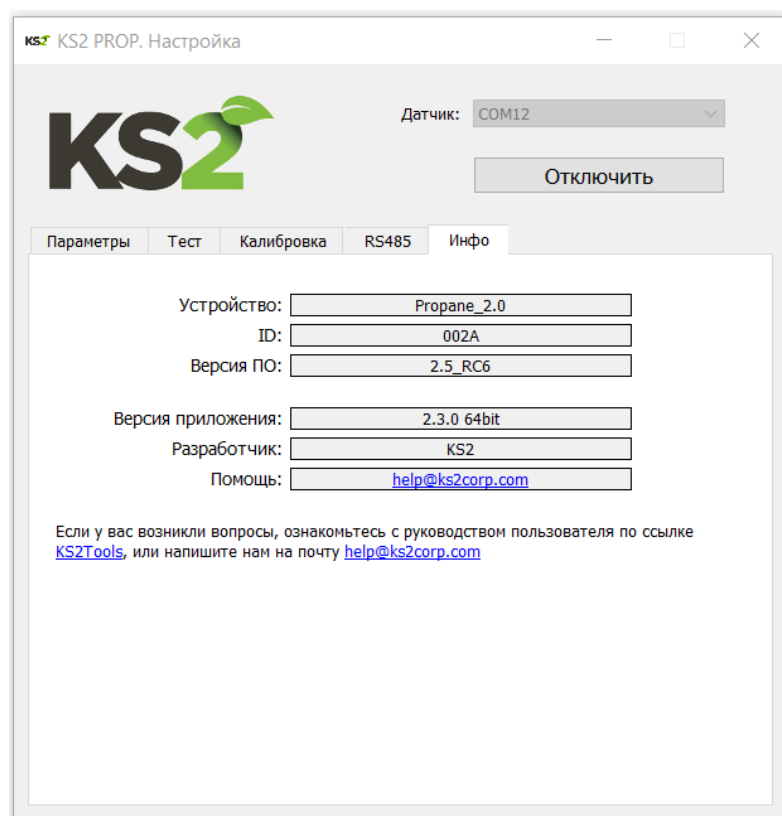 KS2 KS2 PROP. Настройка
KS2
Датчик: COM12
Отключить
Параметры Тест Калибровка RS485 Инфо
Устройство: Propane_2.0
ID: 002A
Версия ПО: 2.5_RC6
Версия приложения: 2.3.0 64bit
Разработчик: KS2
Помощь: help@ks2corp.com
Если у вас возникли вопросы, ознакомьтесь с руководством пользователя по ссылке
KS2Tools, или напишите нам на почту help@ks2corp.com